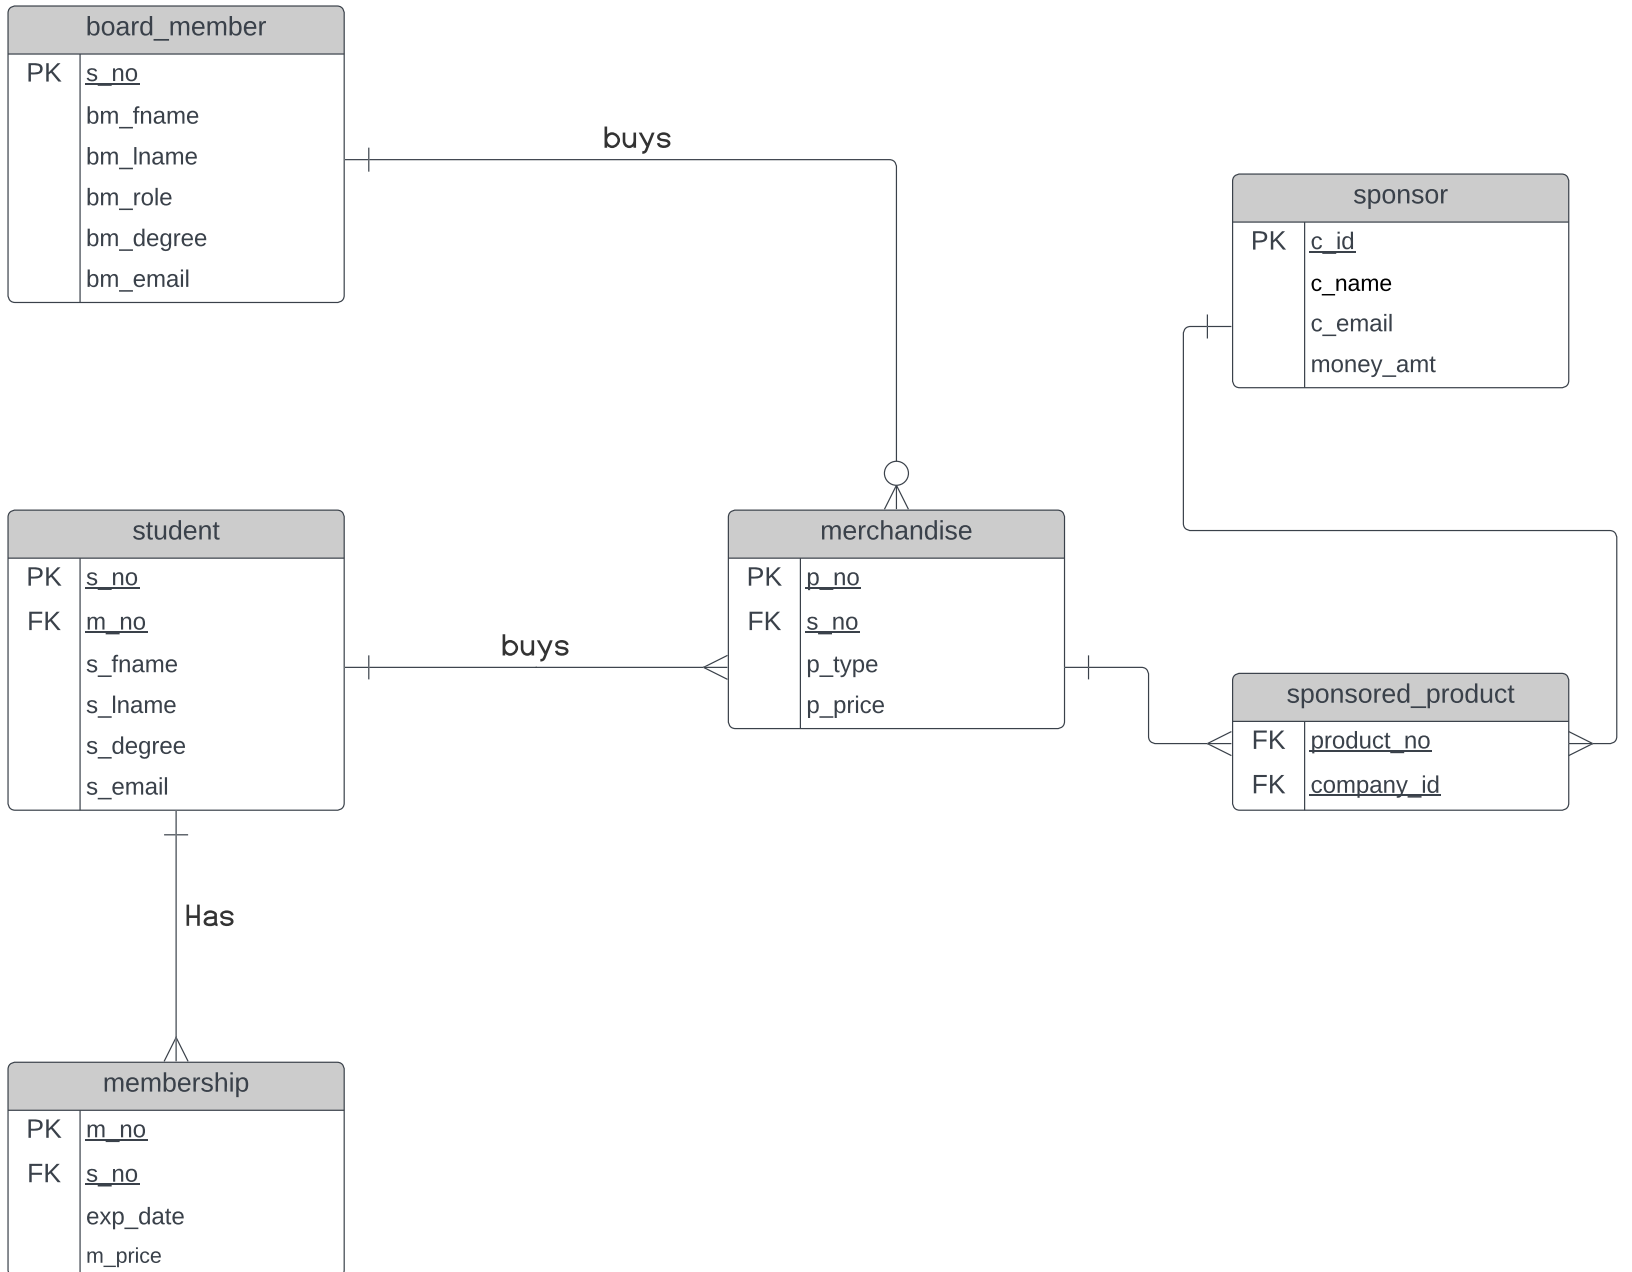 board_member
PK s_no
bm_fname
bm_lname
bm_role
bm_degree
bm_email
buys
sponsor
PK c_id
c_name
c_email
money_amt
student
PK s_no
FK m_no
s_fname
s_lname
s_degree
s_email
buys
merchandise
PK p_no
FK s_no
p_type
p_price
sponsored_product
FK product_no
FK company_id
Has
membership
PK m_no
FK s_no
exp_date
m_price